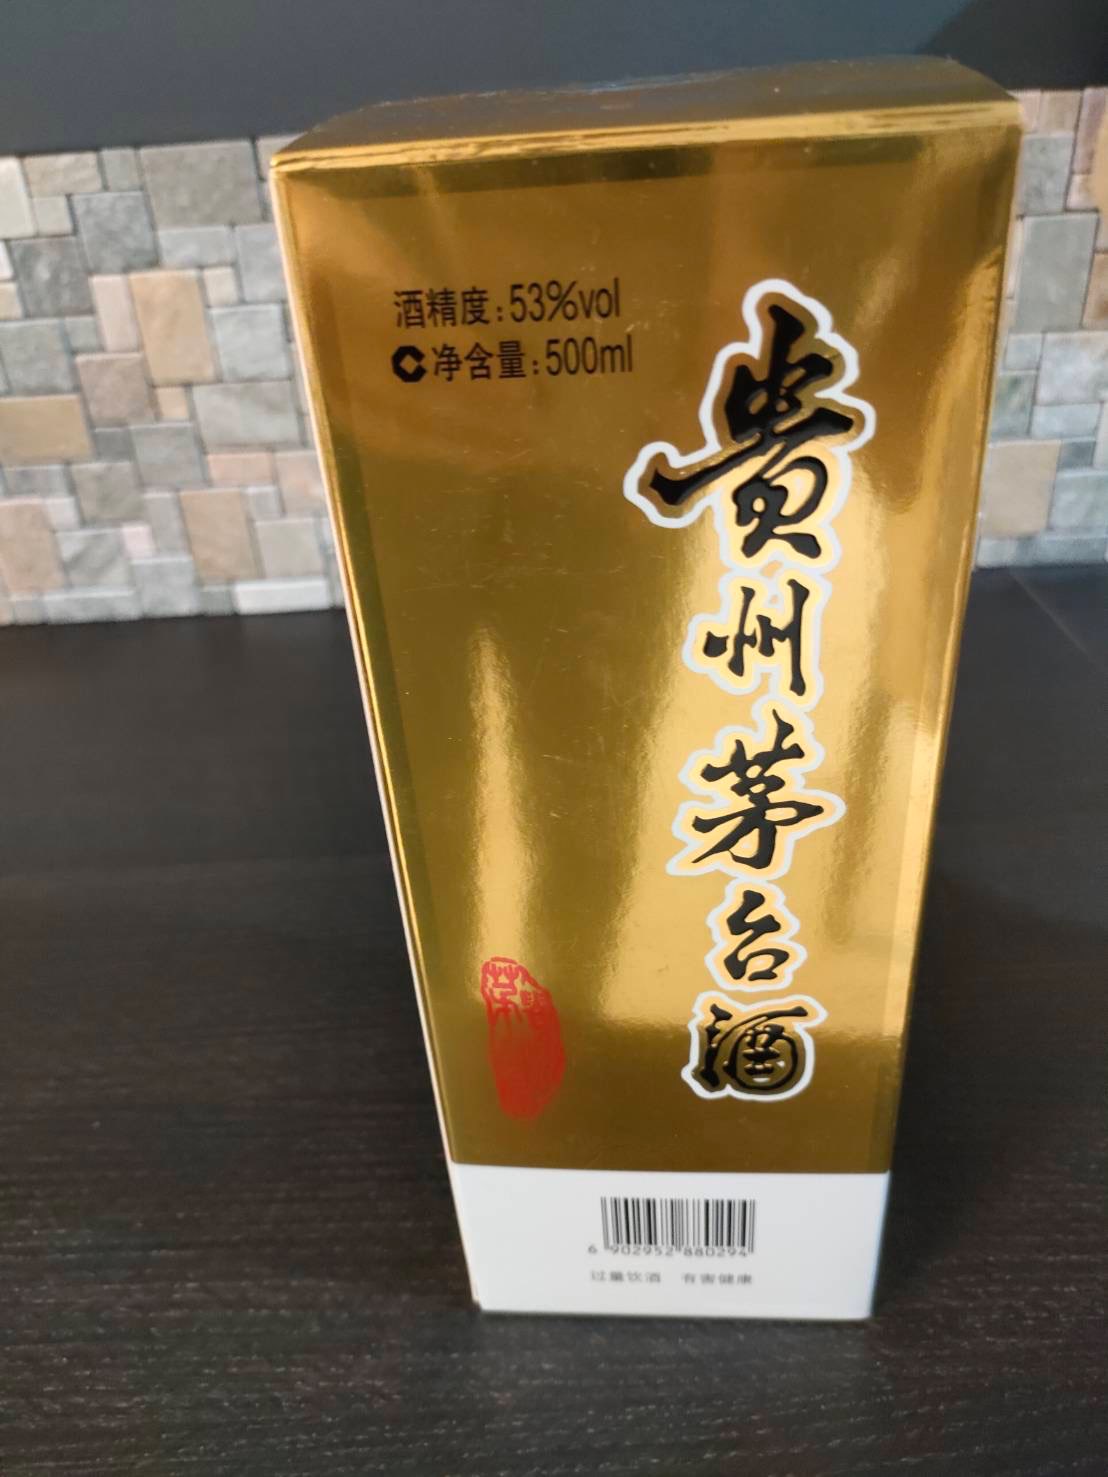 酒精度:53%vol
净含量:500ml
貴州茅台酒
6 902952 880294
过量饮酒 有害健康